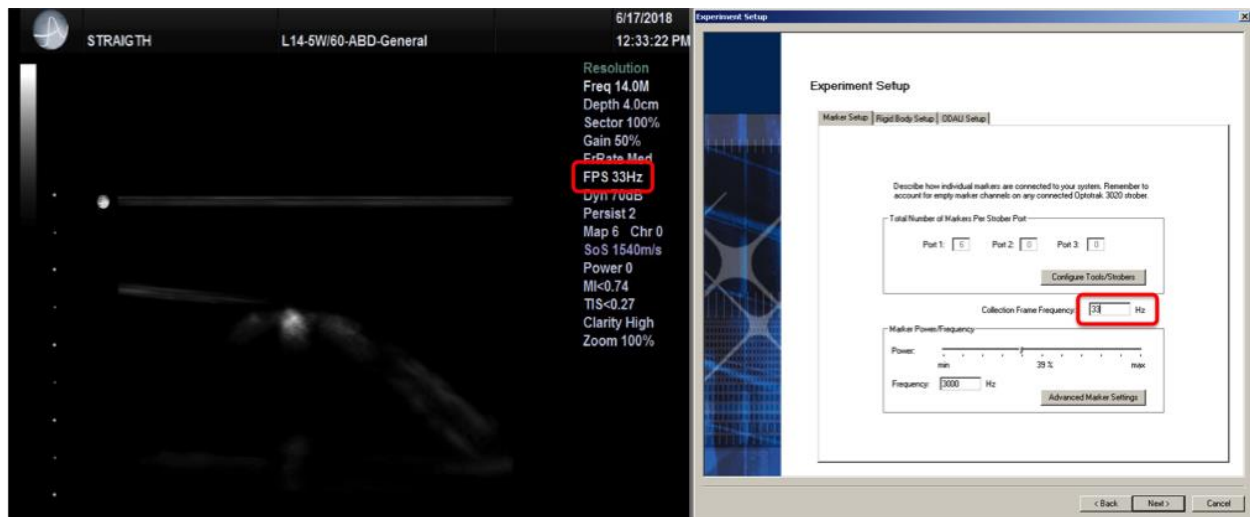 6/17/2018
STRAIGTH L14-5W/60-ABD-General 12:33:22 PM
Resolution
Freq 14.0M
Depth 4.0cm
Sector 100%
Gain 50%
FrRate Med
FPS 33Hz
Dyn 70dB
Persist 2
Map 6 Chr 0
SoS 1540m/s
Power 0
MI<0.74
TIS<0.27
Clarity High
Zoom 100%
Experiment Setup
Experiment Setup
Marker Setup Rigid Body Setup ODAU Setup
Describe how individual markers are connected to your system. Remember to
account for empty marker channels on any connected Optotrak 3020 strober.
Total Number of Markers Per Strober Port
Port 1: 6 Port 2: 0 Port 3: 0
Configure Tools/Strobers
Collection Frame Frequency: 33 Hz
Marker Power/Frequency
Power:
min 39 % max
Frequency: 3000 Hz
Advanced Marker Settings
< Back Next > Cancel